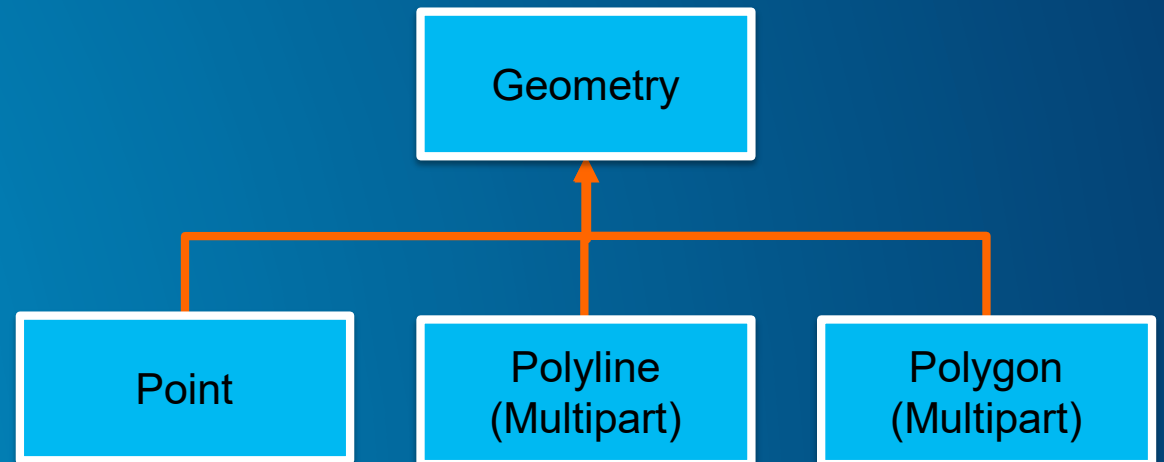 Geometry
Point
Polyline
(Multipart)
Polygon
(Multipart)